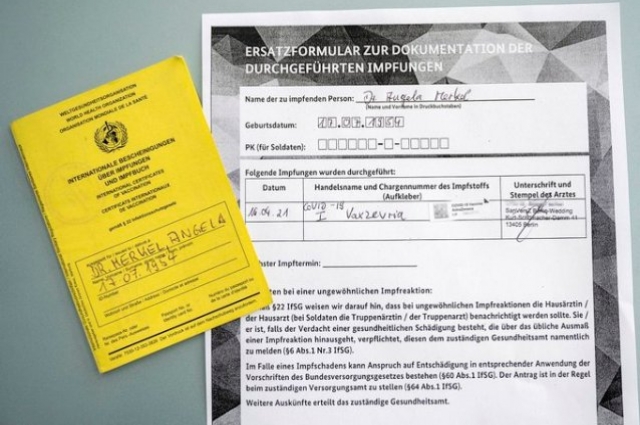 WELTGESUNDHEITSORGANISATION
WORLD HEALTH ORGANIZATION
ORGANISATION MONDIALE DE LA SANTÉ
INTERNATIONALE BESCHEINIGUNGEN
ÜBER IMPFUNGEN
UND IMPFBUCH
INTERNATIONAL CERTIFICATES
OF VACCINATION
CERTIFICATS INTERNATIONAUX
DE VACCINATION
DR. MERKEL ANGELA
17.07.1954
ERSATZFORMULAR ZUR DOKUMENTATION DER
DURCHGEFÜHRTEN IMPFUNGEN
Name der zu impfenden Person: Dr. Angela Merkel
(Name und Vorname in Druckbuchstaben)
Geburtsdatum: 17.07.1954
PK (für Soldaten):
Folgende Impfungen wurden durchgeführt:
Datum
Handelsname und Chargennummer des Impfstoffs
(Aufkleber)
Unterschrift und
Stempel des Arztes
16.04.21
COVID-19
I Vaxzevria
13405 Berlin
Impftermin:
ten bei einer ungewöhnlichen Impfreaktion:
§22 IfSG weisen wir darauf hin, dass bei ungewöhnlichen Impfreaktionen die Hausärztin /
der Hausarzt (bei Soldaten die Truppenärztin / der Truppenarzt) benachrichtigt werden sollte. Sie /
er ist, falls der Verdacht einer gesundheitlichen Schädigung besteht, die über das übliche Ausmaß
einer Impfreaktion hinausgeht, verpflichtet, diesen dem zuständigen Gesundheitsamt namentlich
zu melden (§6 Abs.1 Nr.3 IfSG).
Im Falle eines Impfschadens kann Anspruch auf Entschädigung in entsprechender Anwendung der
Vorschriften des Bundesversorgungsgesetzes bestehen (§60 Abs.1 IfSG). Der Antrag ist in der Regel
beim zuständigen Versorgungsamt zu stellen (§64 Abs.1 IfSG).
Weitere Auskünfte erteilt das zuständige Gesundheitsamt.